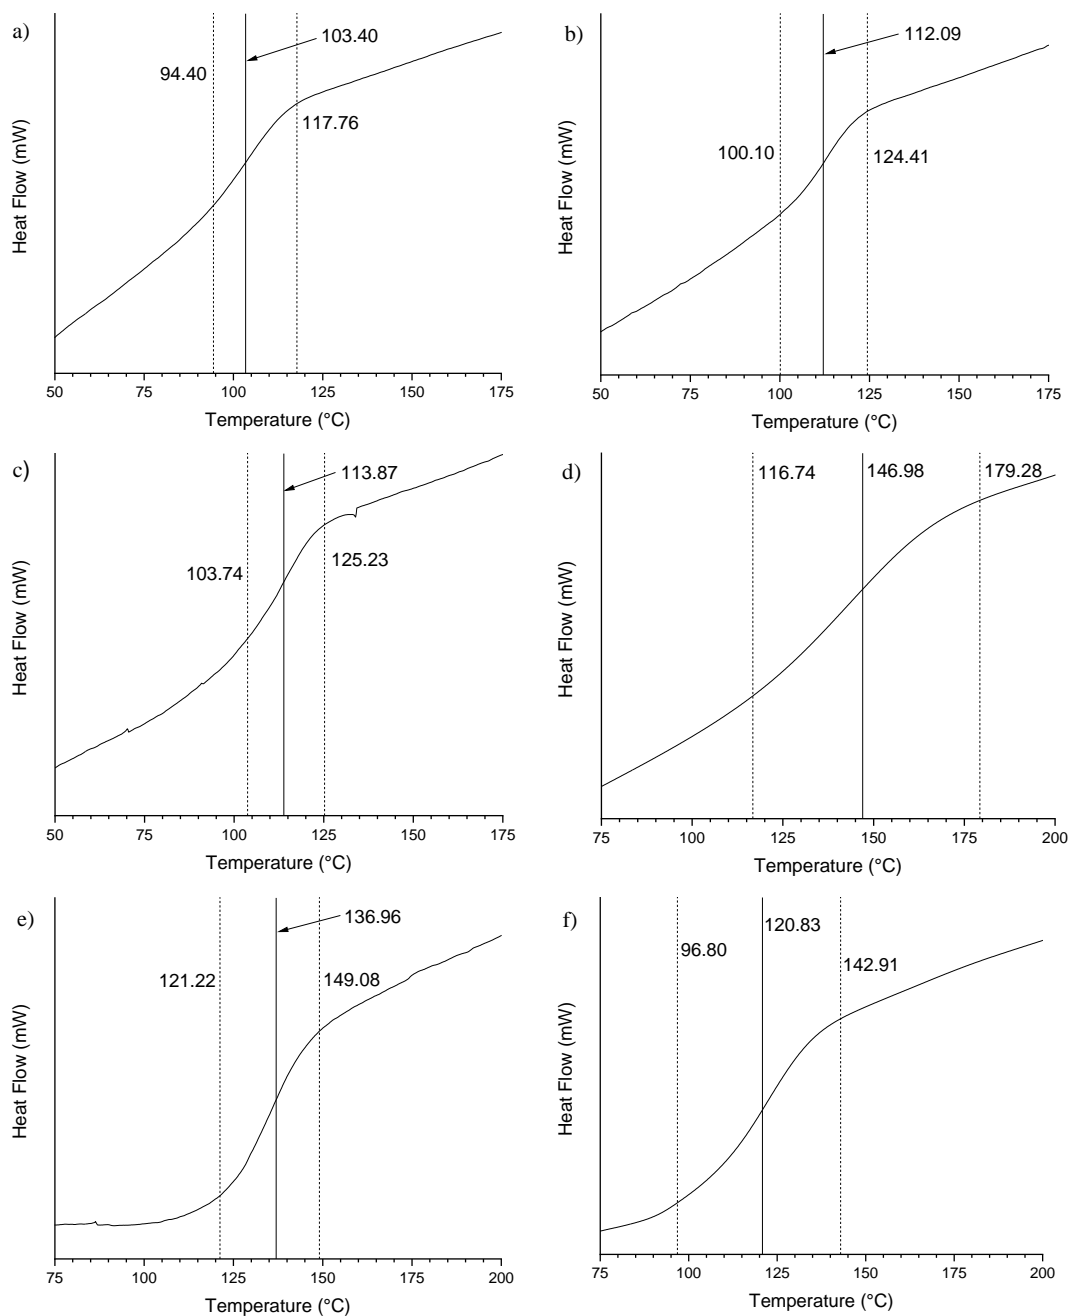 a)
103.40
94.40
117.76
Heat Flow (mW)
50 75 100 125 150 175
Temperature (°C)
b)
112.09
100.10
124.41
Heat Flow (mW)
50 75 100 125 150 175
Temperature (°C)
c)
113.87
103.74
125.23
Heat Flow (mW)
50 75 100 125 150 175
Temperature (°C)
d)
116.74 146.98 179.28
Heat Flow (mW)
75 100 125 150 175 200
Temperature (°C)
e)
136.96
121.22
149.08
Heat Flow (mW)
75 100 125 150 175 200
Temperature (°C)
f)
120.83
96.80
142.91
Heat Flow (mW)
75 100 125 150 175 200
Temperature (°C)